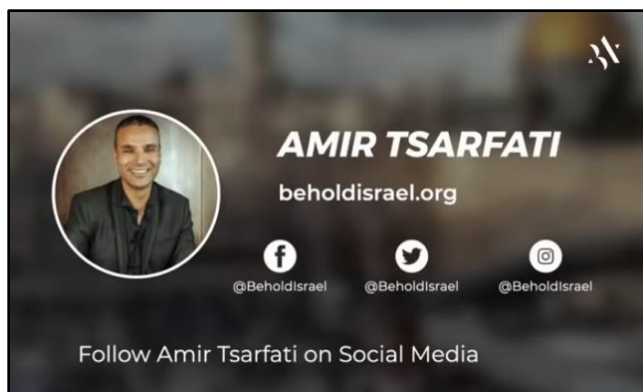 AMIR TSARFATI
beholdisrael.org
@BeholdIsrael @BeholdIsrael @BeholdIsrael
Follow Amir Tsarfati on Social Media